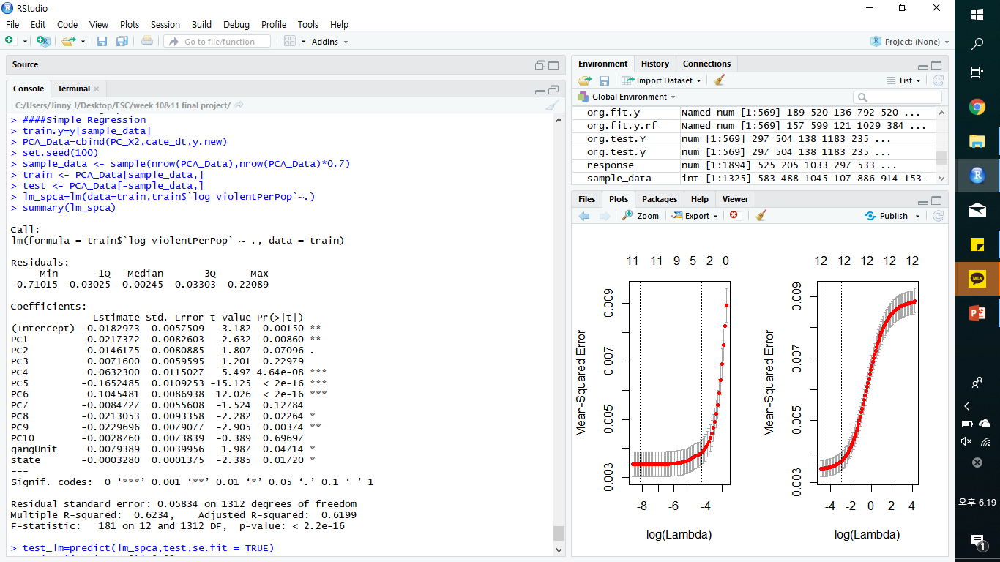 RStudio
File Edit Code View Plots Session Build Debug Profile Tools Help
Go to file/function Addins Project: (None)
Source
Console Terminal
C:/Users/Jinny J/Desktop/ESC/week 10&11 final project/
> ####Simple Regression
> train.y=y[sample_data]
> PCA_Data=cbind(PC_X2,cate_dt,y.new)
> set.seed(100)
> sample_data <- sample(nrow(PCA_Data),nrow(PCA_Data)*0.7)
> train <- PCA_Data[sample_data,]
> test <- PCA_Data[-sample_data,]
> lm_spca=lm(data=train,train$`log violentPerPop`~.)
> summary(lm_spca)
Call:
lm(formula = train$`log violentPerPop` ~ ., data = train)
Residuals:
Min 1Q Median 3Q Max
-0.71015 -0.03025 0.00245 0.03303 0.22089
Coefficients:
Estimate Std. Error t value Pr(>|t|)
(Intercept) -0.0182973 0.0057509 -3.182 0.00150 **
PC1 -0.0217372 0.0082603 -2.632 0.00860 **
PC2 0.0146175 0.0080885 1.807 0.07096 .
PC3 0.0071600 0.0059595 1.201 0.22979
PC4 0.0632300 0.0115027 5.497 4.64e-08 ***
PC5 -0.1652485 0.0109253 -15.125 < 2e-16 ***
PC6 0.1045481 0.0086938 12.026 < 2e-16 ***
PC7 -0.0084727 0.0055608 -1.524 0.12784
PC8 -0.0213053 0.0093358 -2.282 0.02264 *
PC9 -0.0229696 0.0079077 -2.905 0.00374 **
PC10 -0.0028760 0.0073839 -0.389 0.69697
gangUnit 0.0079389 0.0039956 1.987 0.04714 *
state -0.0003280 0.0001375 -2.385 0.01720 *
---
Signif. codes: 0 ‘***’ 0.001 ‘**’ 0.01 ‘*’ 0.05 ‘.’ 0.1 ‘ ’ 1
Residual standard error: 0.05834 on 1312 degrees of freedom
Multiple R-squared: 0.6234, Adjusted R-squared: 0.6199
F-statistic: 181 on 12 and 1312 DF, p-value: < 2.2e-16
> test_lm=predict(lm_spca,test,se.fit = TRUE)
Environment History Connections
Import Dataset List
Global Environment
org.fit.y Named num [1:569] 189 520 136 792 520 ...
org.fit.y.rf Named num [1:569] 157 599 121 1029 384 ...
org.test.Y num [1:569] 297 504 138 1183 235 ...
org.test.y num [1:569] 297 504 138 1183 235 ...
response num [1:1894] 525 205 1033 297 533 ...
sample_data int [1:1325] 583 488 1045 107 886 914 153…
Files Plots Packages Help Viewer
Zoom Export Publish
11 11 9 5 2 0
0.009
0.007
0.005
0.003
Mean-Squared Error
-8 -6 -4
log(Lambda)
12 12 12 12 12
0.009
0.007
0.005
0.003
Mean-Squared Error
-4 -2 0 2 4
log(Lambda)
TALK
오후 6:19
1